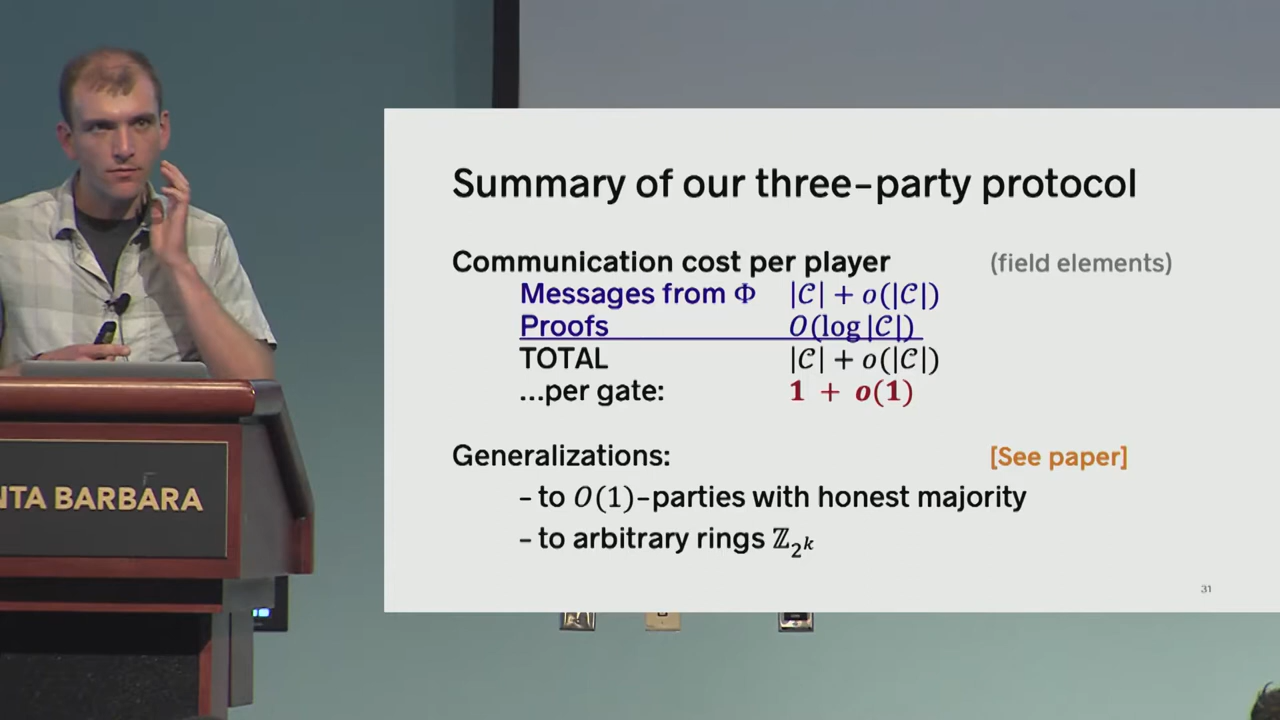 Summary of our three-party protocol
Communication cost per player (field elements)
Messages from Φ |𝒞| + o(|𝒞|)
Proofs O(log|𝒞|)
TOTAL |𝒞| + o(|𝒞|)
...per gate: 1 + o(1)
Generalizations: [See paper]
– to O(1)-parties with honest majority
– to arbitrary rings ℤ₂ᵏ
31
NTA BARBARA